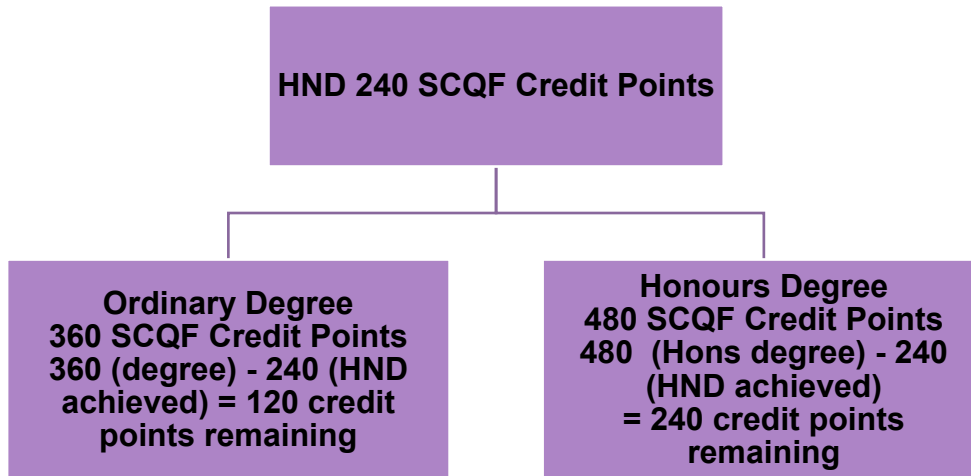 HND 240 SCQF Credit Points
Ordinary Degree
360 SCQF Credit Points
360 (degree) - 240 (HND
achieved) = 120 credit
points remaining
Honours Degree
480 SCQF Credit Points
480  (Hons degree) - 240
(HND achieved)
= 240 credit points
remaining